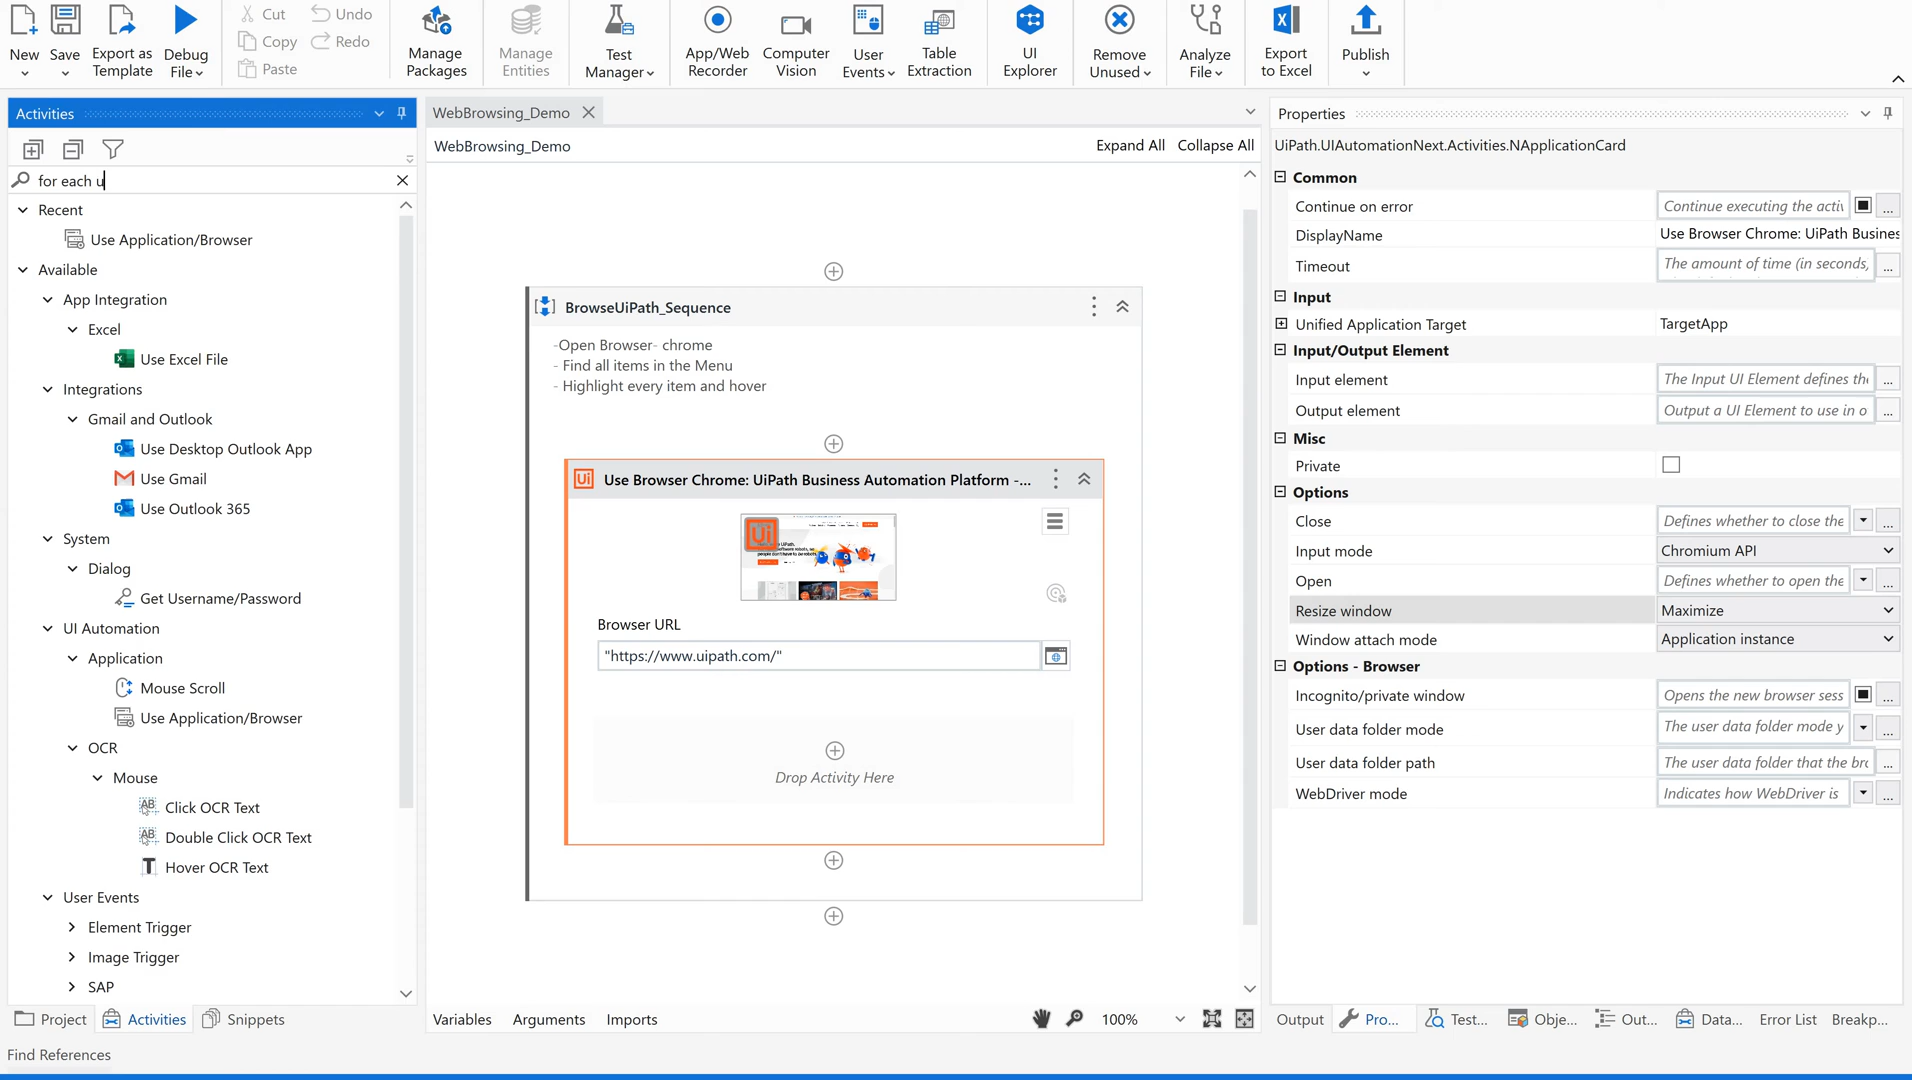 New
Save
Export as
Template
Debug
File
Cut
Copy
Paste
Undo
Redo
Manage
Packages
Manage
Entities
Test
Manager
App/Web
Recorder
Computer
Vision
User
Events
Table
Extraction
UI
Explorer
Remove
Unused
Analyze
File
Export
to Excel
Publish
Activities
for each u
Recent
Use Application/Browser
Available
App Integration
Excel
Use Excel File
Integrations
Gmail and Outlook
Use Desktop Outlook App
Use Gmail
Use Outlook 365
System
Dialog
Get Username/Password
UI Automation
Application
Mouse Scroll
Use Application/Browser
OCR
Mouse
Click OCR Text
Double Click OCR Text
Hover OCR Text
User Events
Element Trigger
Image Trigger
SAP
Project
Activities
Snippets
Find References
WebBrowsing_Demo
WebBrowsing_Demo
Expand All
Collapse All
BrowseUiPath_Sequence
-Open Browser- chrome
- Find all items in the Menu
- Highlight every item and hover
Use Browser Chrome: UiPath Business Automation Platform -...
Browser URL
"https://www.uipath.com/"
Drop Activity Here
Variables
Arguments
Imports
100%
Properties
UiPath.UIAutomationNext.Activities.NApplicationCard
Common
Continue on error
Continue executing the activ
DisplayName
Use Browser Chrome: UiPath Busines
Timeout
The amount of time (in seconds,
Input
Unified Application Target
TargetApp
Input/Output Element
Input element
The Input UI Element defines the
Output element
Output a UI Element to use in o
Misc
Private
Options
Close
Defines whether to close the
Input mode
Chromium API
Open
Defines whether to open the
Resize window
Maximize
Window attach mode
Application instance
Options - Browser
Incognito/private window
Opens the new browser sess
User data folder mode
The user data folder mode y
User data folder path
The user data folder that the bro
WebDriver mode
Indicates how WebDriver is
Output
Pro...
Test...
Obje...
Out...
Data...
Error List
Breakp...